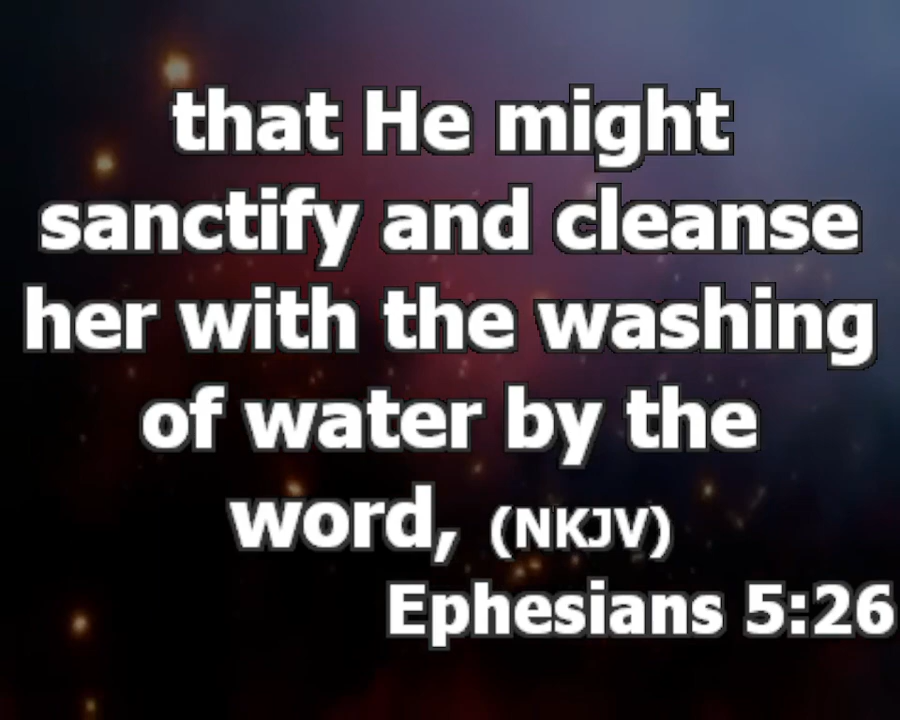 that He might
sanctify and cleanse
her with the washing
of water by the
word, (NKJV)
Ephesians 5:26